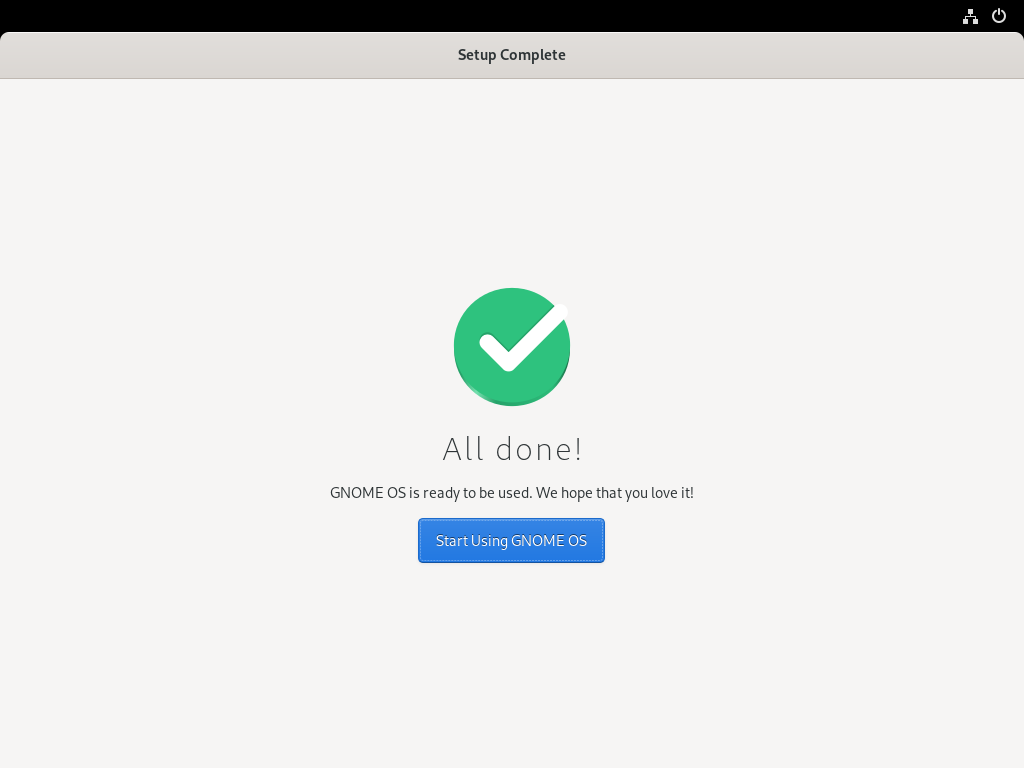 Setup Complete
All done!
GNOME OS is ready to be used. We hope that you love it!
Start Using GNOME OS